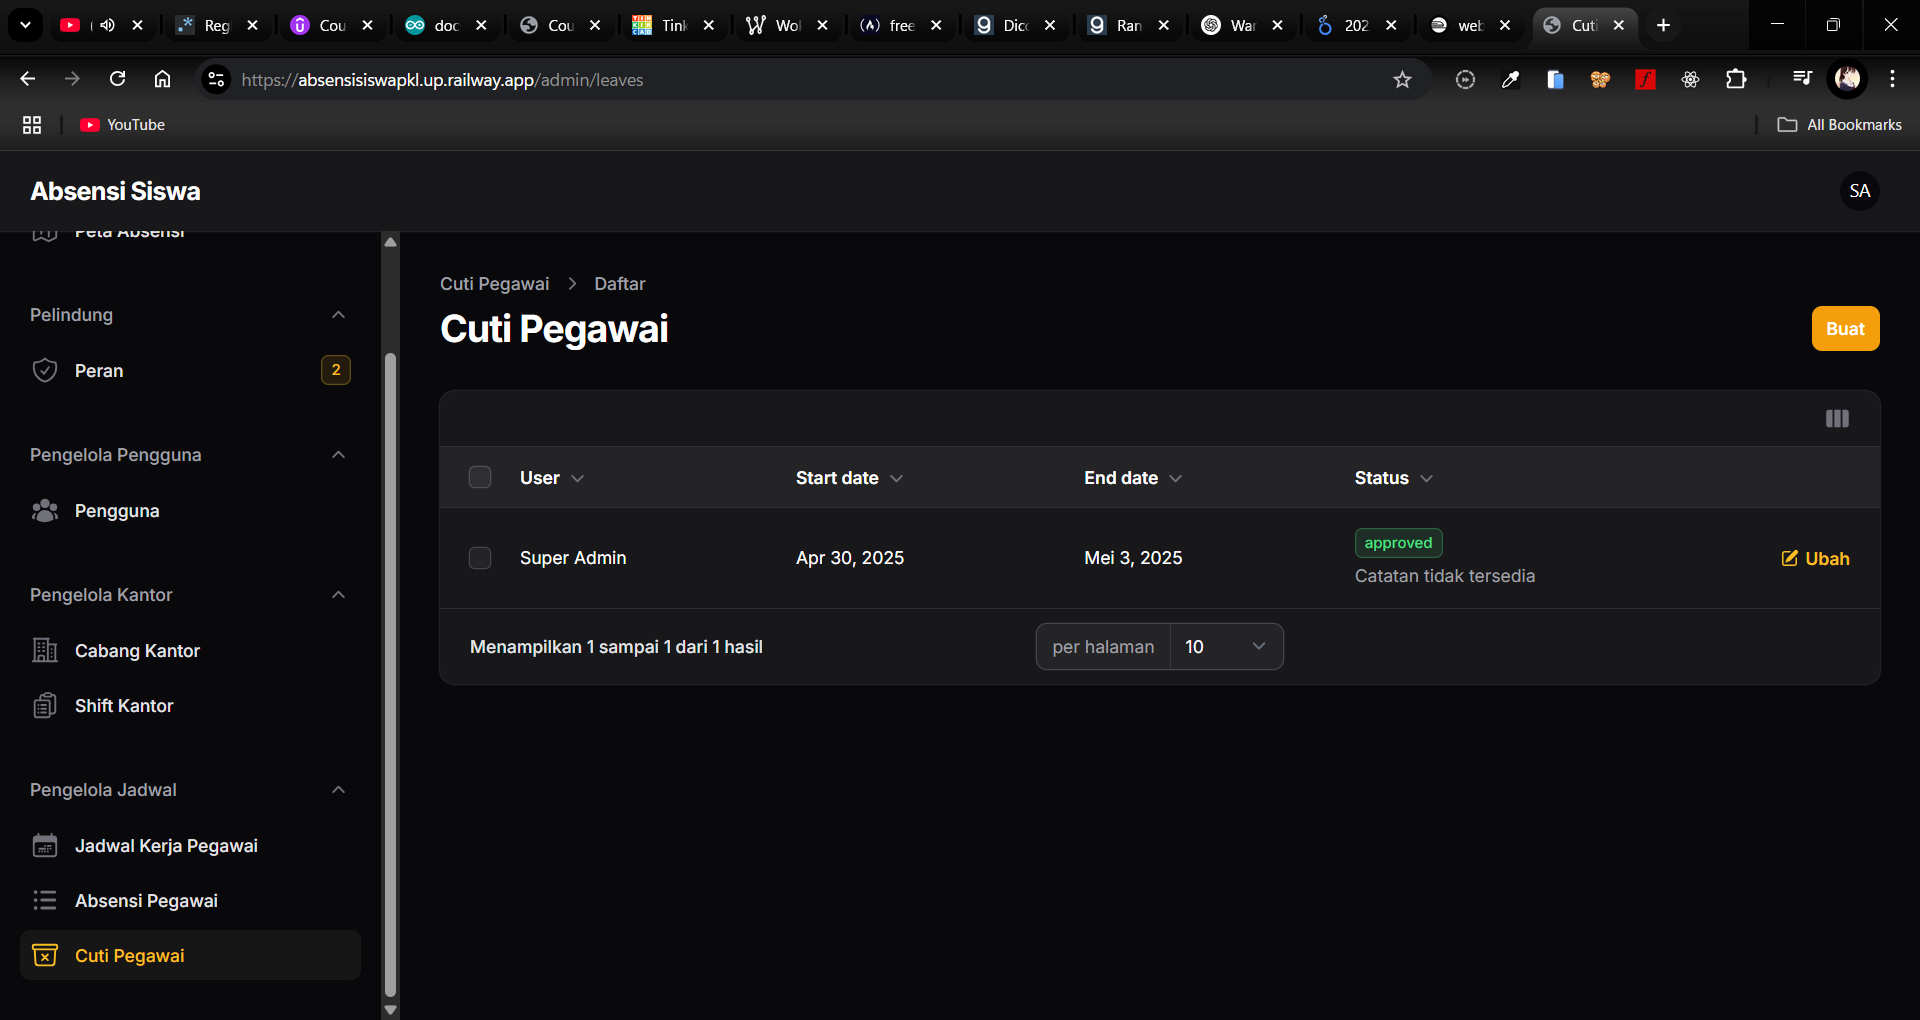 Reg
Cou
doc
Cou
Tink
Wok
free
Dico
Ran
War
202
web
Cuti
https://absensisiswapkl.up.railway.app/admin/leaves
YouTube
All Bookmarks
Absensi Siswa
SA
Peta Absensi
Pelindung
Peran
2
Pengelola Pengguna
Pengguna
Pengelola Kantor
Cabang Kantor
Shift Kantor
Pengelola Jadwal
Jadwal Kerja Pegawai
Absensi Pegawai
Cuti Pegawai
Cuti Pegawai > Daftar
Cuti Pegawai
Buat
User Start date End date Status
Super Admin Apr 30, 2025 Mei 3, 2025 approved
Catatan tidak tersedia
Ubah
Menampilkan 1 sampai 1 dari 1 hasil
per halaman 10